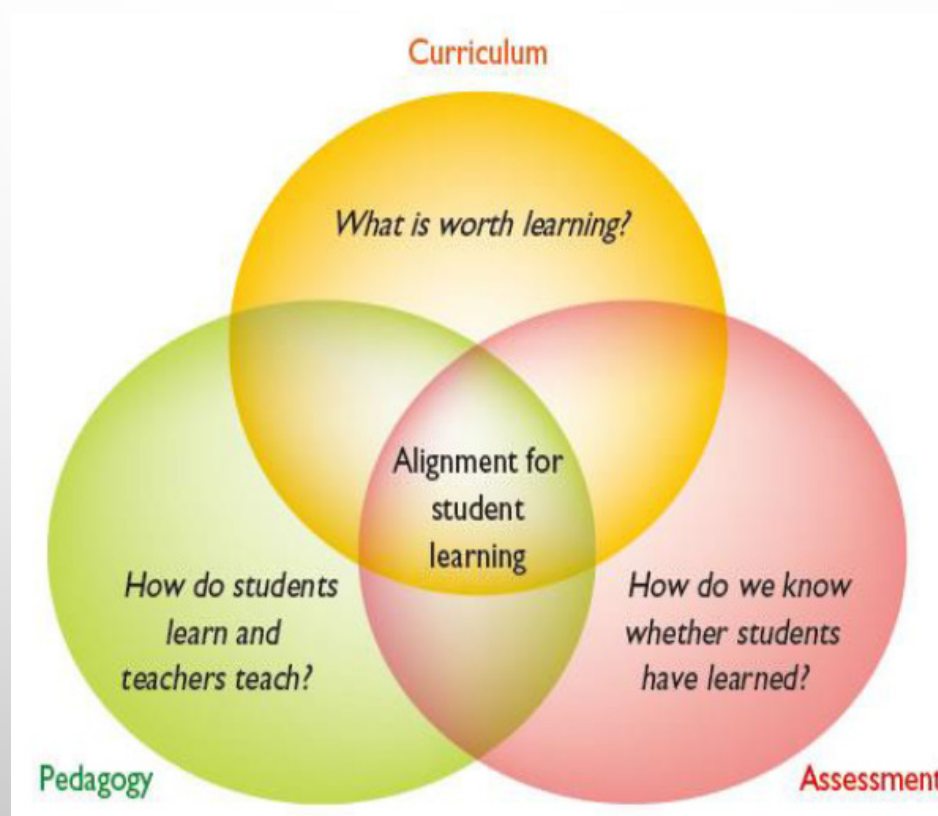 Curriculum
What is worth learning?
Alignment for
student
learning
How do students
learn and
teachers teach?
How do we know
whether students
have learned?
Pedagogy
Assessment